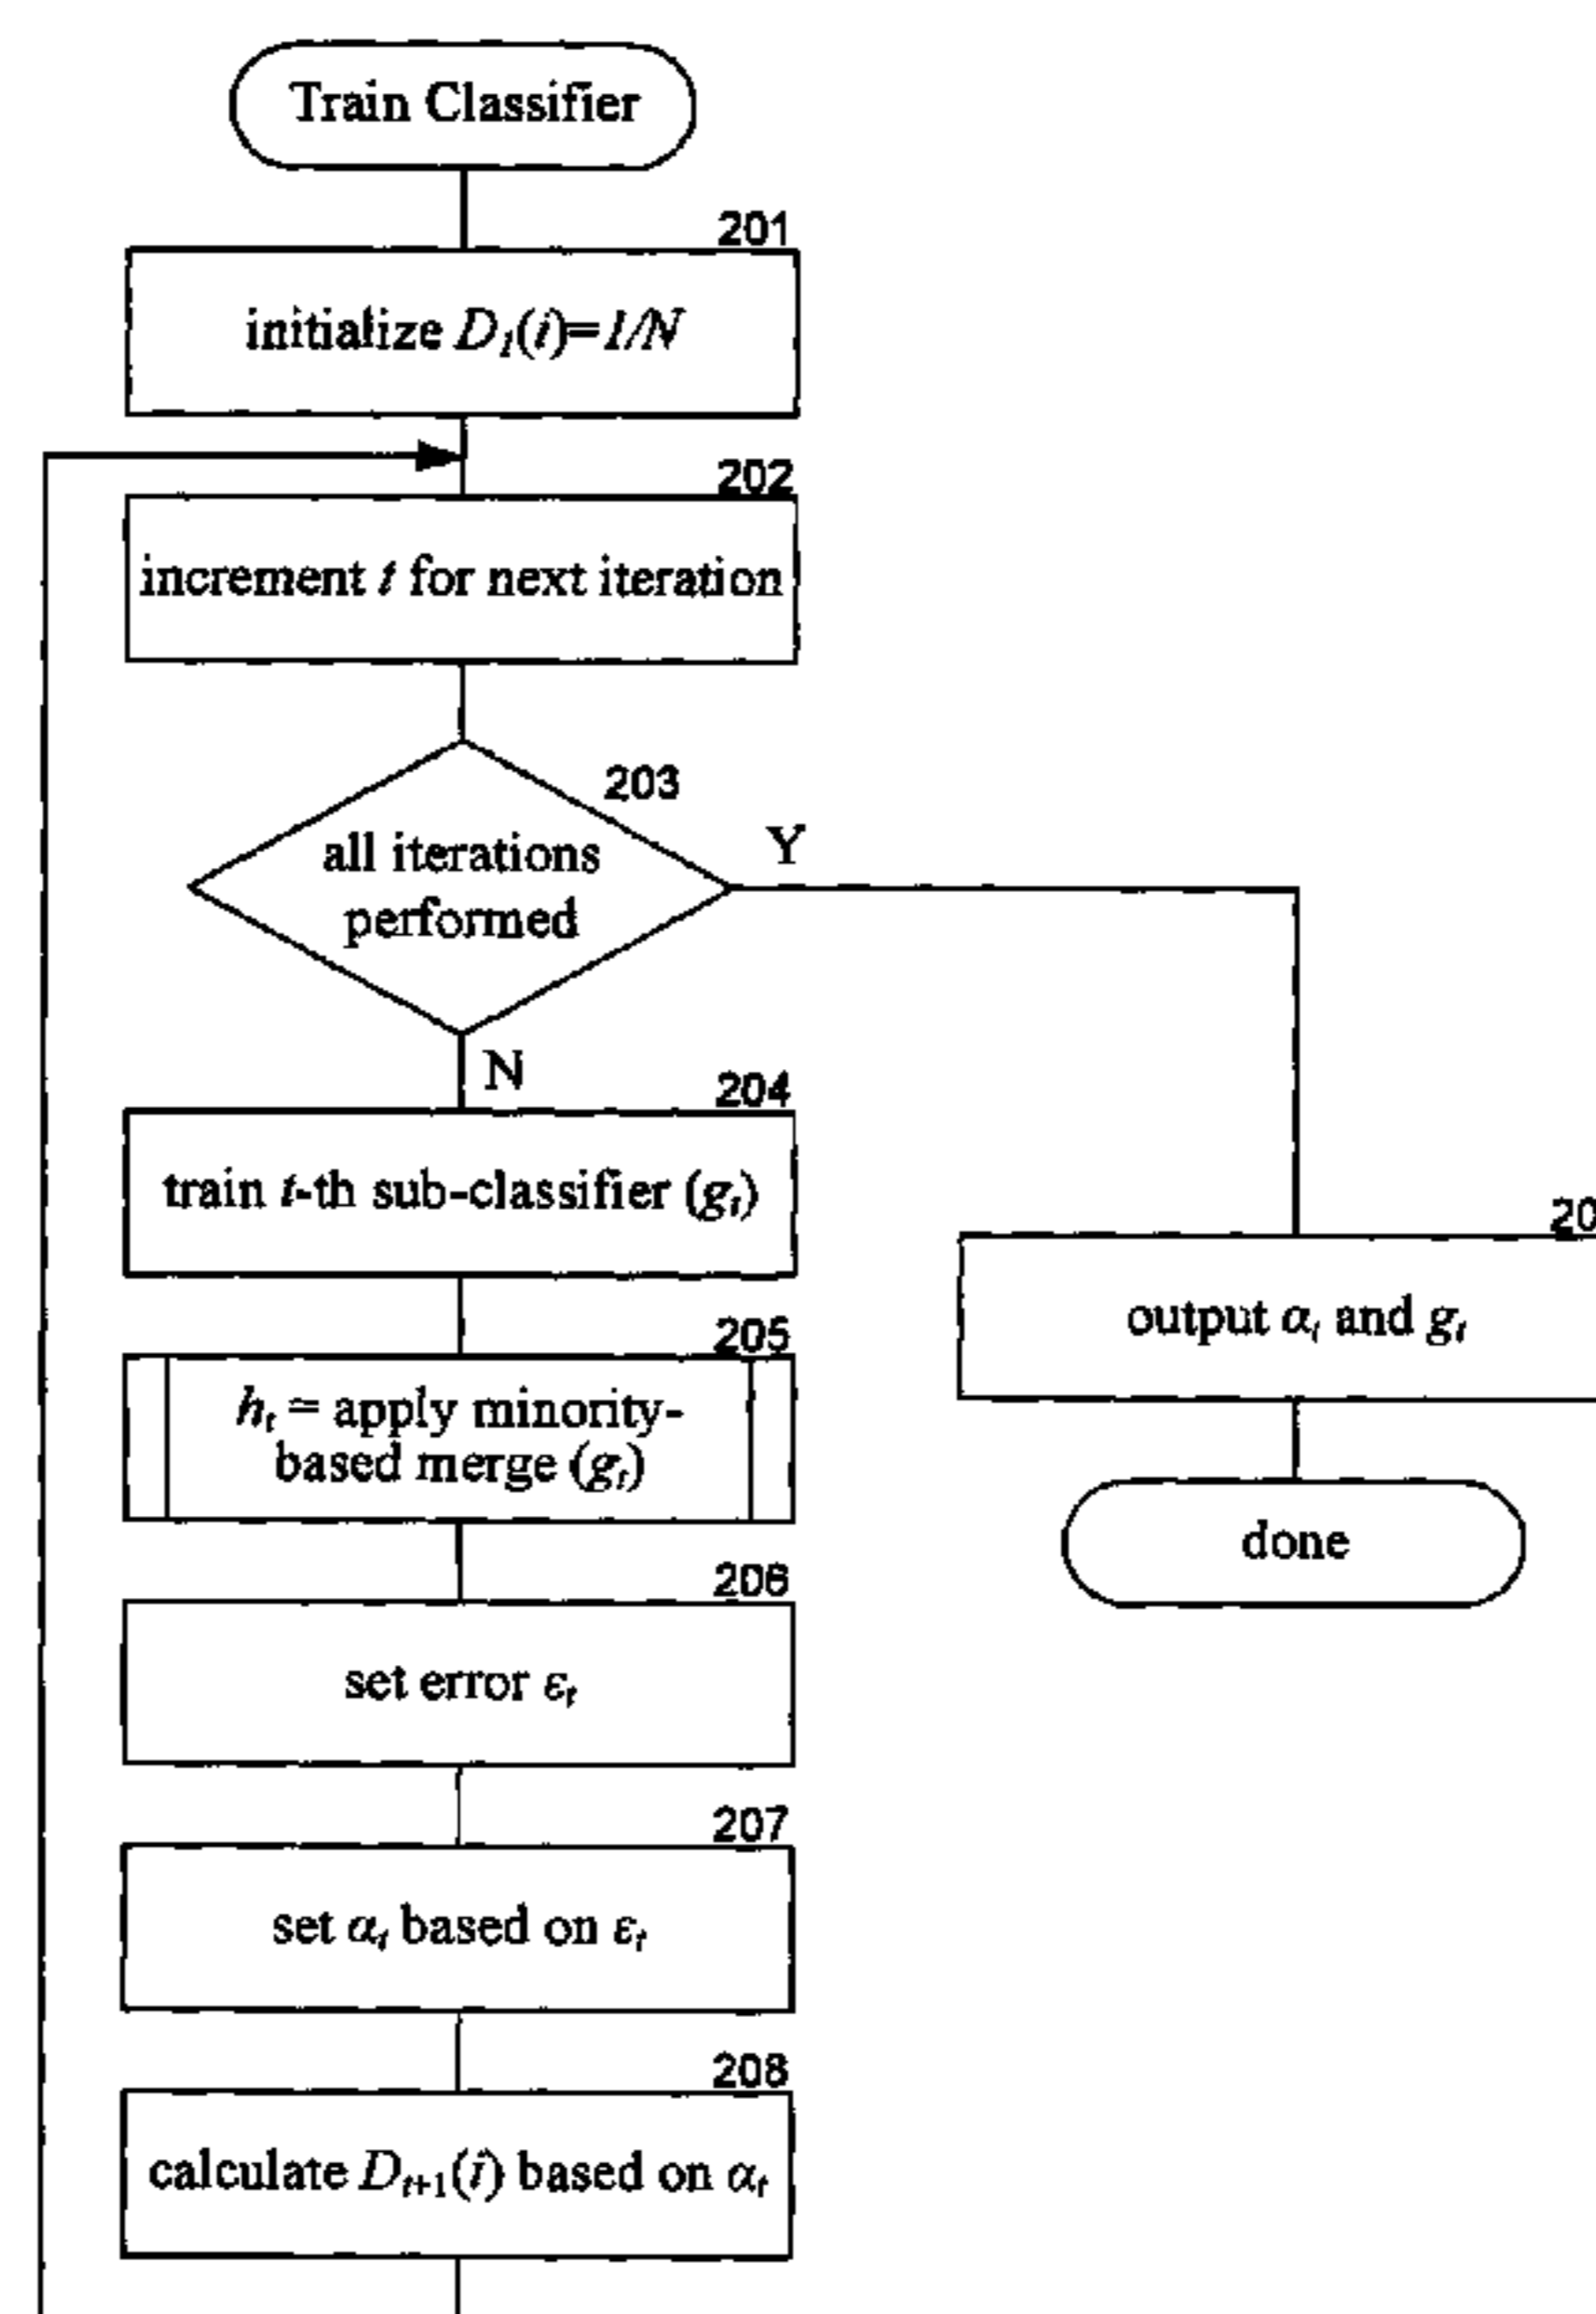 Train Classifier
201
initialize D₁(i)=1/N
202
increment t for next iteration
203
all iterations
performed
Y
N
204
train t-th sub-classifier (gₜ)
205
hₜ = apply minority-
based merge (gₜ)
206
set error εₜ
207
set αₜ based on εₜ
208
calculate Dₜ₊₁(i) based on αₜ
20
output αₜ and gₜ
done